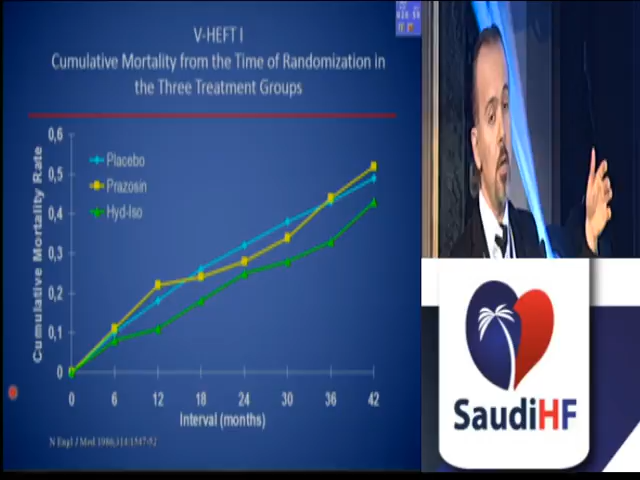 V-HEFT I
Cumulative Mortality from the Time of Randomization in
the Three Treatment Groups
Cumulative Mortality Rate
0,6
0,5
0,4
0,3
0,2
0,1
0
Placebo
Prazosin
Hyd-Iso
0 6 12 18 24 30 36 42
Interval (months)
N Engl J Med 1986;314:1547-52
SaudiHF